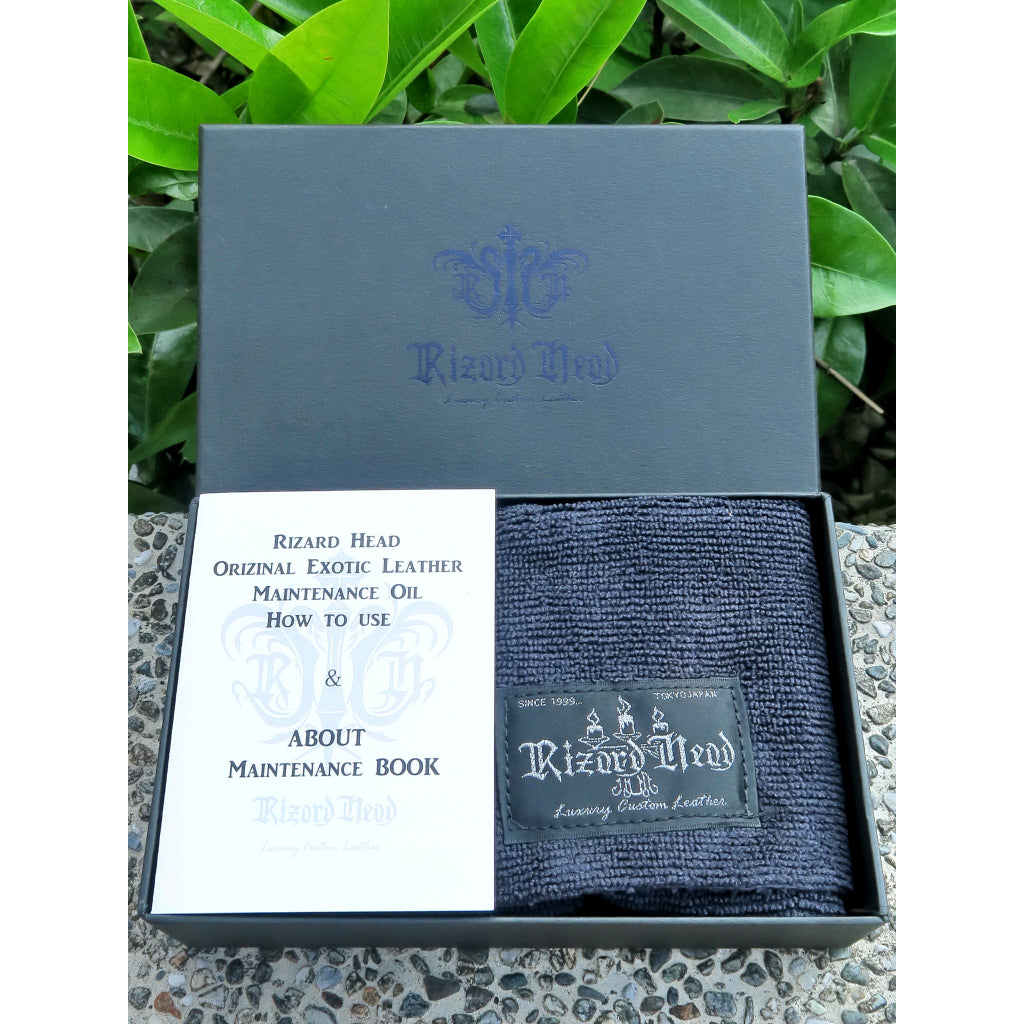 R H
Rizard Head
Luxury Custom Leather
RIZARD HEAD
ORIZINAL EXOTIC LEATHER
MAINTENANCE OIL
HOW TO USE
R H
&
ABOUT
MAINTENANCE BOOK
Rizard Head
Luxury Custom Leather
SINCE 1999... TOKYO JAPAN
Rizard Head
Luxury Custom Leather